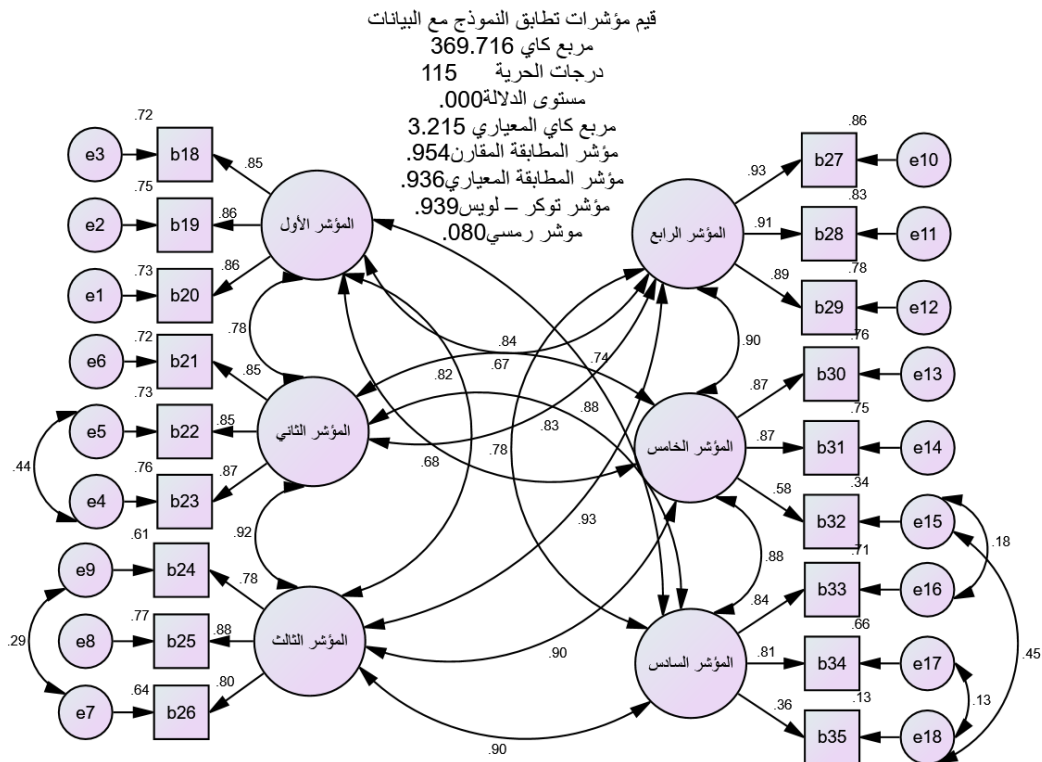 قيم مؤشرات تطابق النموذج مع البيانات
مربع كاي 369.716
درجات الحرية 115
مستوى الدلالة000.
مربع كاي المعياري 3.215
مؤشر المطابقة المقارن954.
مؤشر المطابقة المعياري936.
مؤشر توكر – لويس939.
موشر رمسي080.
.72
e3 b18 .85
.75
e2 b19 .86
.73
e1 b20 .86
المؤشر الأول
.78
.72
e6 b21 .85
.73
e5 b22 .85
.76
e4 b23 .87
.44
المؤشر الثاني
.92
.61
e9 b24 .78
.77
e8 b25 .88
.64
e7 b26 .80
.29
المؤشر الثالث
.84
.67
.74
.82
.88
.83
.78
.68
.93
.90
.90
.86
.93 b27 e10
.83
.91 b28 e11
.78
.89 b29 e12
المؤشر الرابع
.90
.76
.87 b30 e13
.75
.87 b31 e14
.34
.58 b32 e15
المؤشر الخامس
.88
.18
.71
.84 b33 e16
.66
.81 b34 e17
.13
.36 b35 e18
المؤشر السادس
.13
.45